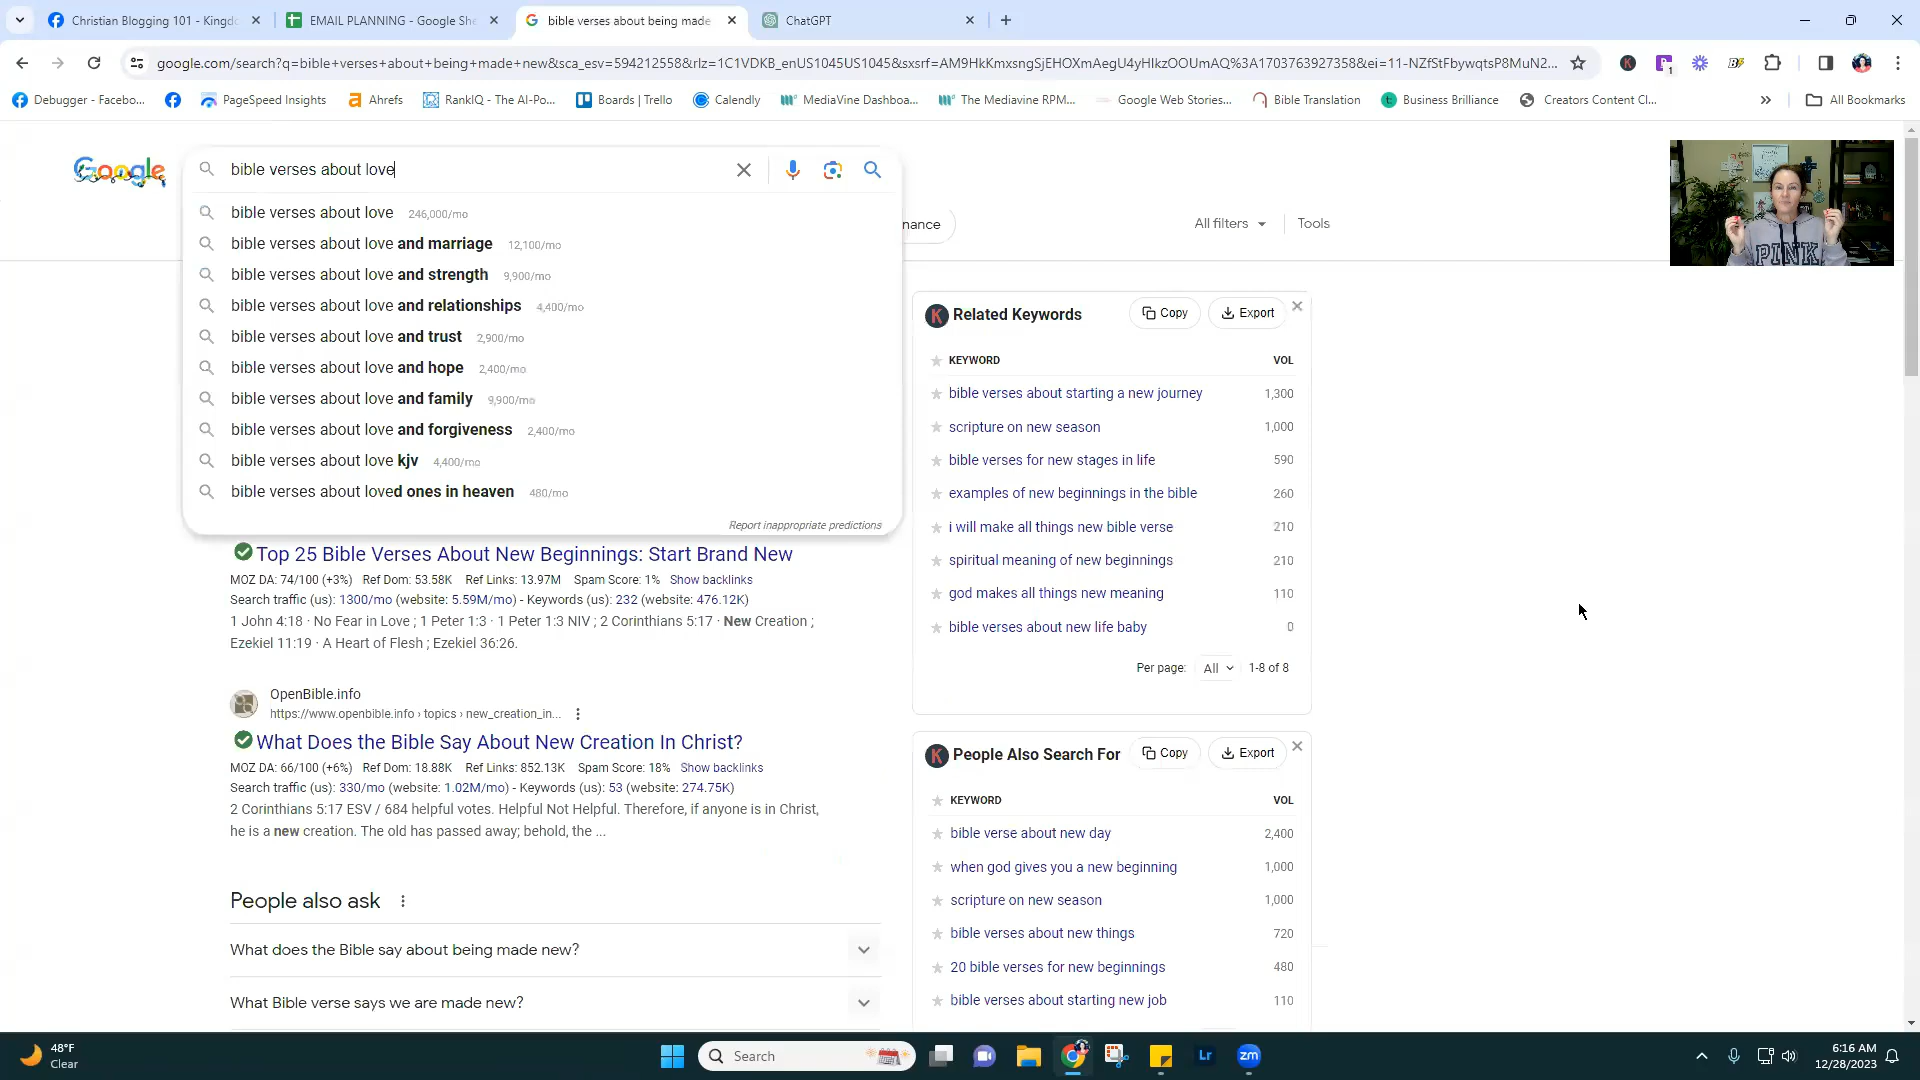 Christian Blogging 101 - Kingdo
EMAIL PLANNING - Google She
bible verses about being made
ChatGPT
google.com/search?q=bible+verses+about+being+made+new&sca_esv=594212558&rlz=1C1VDKB_enUS1045US1045&sxsrf=AM9HkKmxsngSjEHOXmAegU4yHIkzOOUmAQ%3A1703763927358&ei=11-NZfStFbywqtsP8MuN2...
Debugger - Facebo...
PageSpeed Insights
Ahrefs
RankIQ - The AI-Po...
Boards | Trello
Calendly
MediaVine Dashboa...
The Mediavine RPM...
Google Web Stories...
Bible Translation
Business Brilliance
Creators Content Cl...
All Bookmarks
Google
bible verses about love
nance
All filters
Tools
PINK
bible verses about love 246,000/mo
bible verses about love and marriage 12,100/mo
bible verses about love and strength 9,900/mo
bible verses about love and relationships 4,400/mo
bible verses about love and trust 2,900/mo
bible verses about love and hope 2,400/mo
bible verses about love and family 9,900/mo
bible verses about love and forgiveness 2,400/mo
bible verses about love kjv 4,400/mo
bible verses about loved ones in heaven 480/mo
Report inappropriate predictions
Top 25 Bible Verses About New Beginnings: Start Brand New
MOZ DA: 74/100 (+3%) Ref Dom: 53.58K Ref Links: 13.97M Spam Score: 1% Show backlinks
Search traffic (us): 1300/mo (website: 5.59M/mo) - Keywords (us): 232 (website: 476.12K)
1 John 4:18 · No Fear in Love ; 1 Peter 1:3 · 1 Peter 1:3 NIV ; 2 Corinthians 5:17 · New Creation ;
Ezekiel 11:19 · A Heart of Flesh ; Ezekiel 36:26.
OpenBible.info
https://www.openbible.info › topics › new_creation_in...
What Does the Bible Say About New Creation In Christ?
MOZ DA: 66/100 (+6%) Ref Dom: 18.88K Ref Links: 852.13K Spam Score: 18% Show backlinks
Search traffic (us): 330/mo (website: 1.02M/mo) - Keywords (us): 53 (website: 274.75K)
2 Corinthians 5:17 ESV / 684 helpful votes. Helpful Not Helpful. Therefore, if anyone is in Christ,
he is a new creation. The old has passed away; behold, the ...
People also ask
What does the Bible say about being made new?
What Bible verse says we are made new?
K Related Keywords
Copy
Export
KEYWORD VOL
bible verses about starting a new journey 1,300
scripture on new season 1,000
bible verses for new stages in life 590
examples of new beginnings in the bible 260
i will make all things new bible verse 210
spiritual meaning of new beginnings 210
god makes all things new meaning 110
bible verses about new life baby 0
Per page: All 1-8 of 8
K People Also Search For
Copy
Export
KEYWORD VOL
bible verse about new day 2,400
when god gives you a new beginning 1,000
scripture on new season 1,000
bible verses about new things 720
20 bible verses for new beginnings 480
bible verses about starting new job 110
48°F
Clear
Search
Lr
zm
6:16 AM
12/28/2023